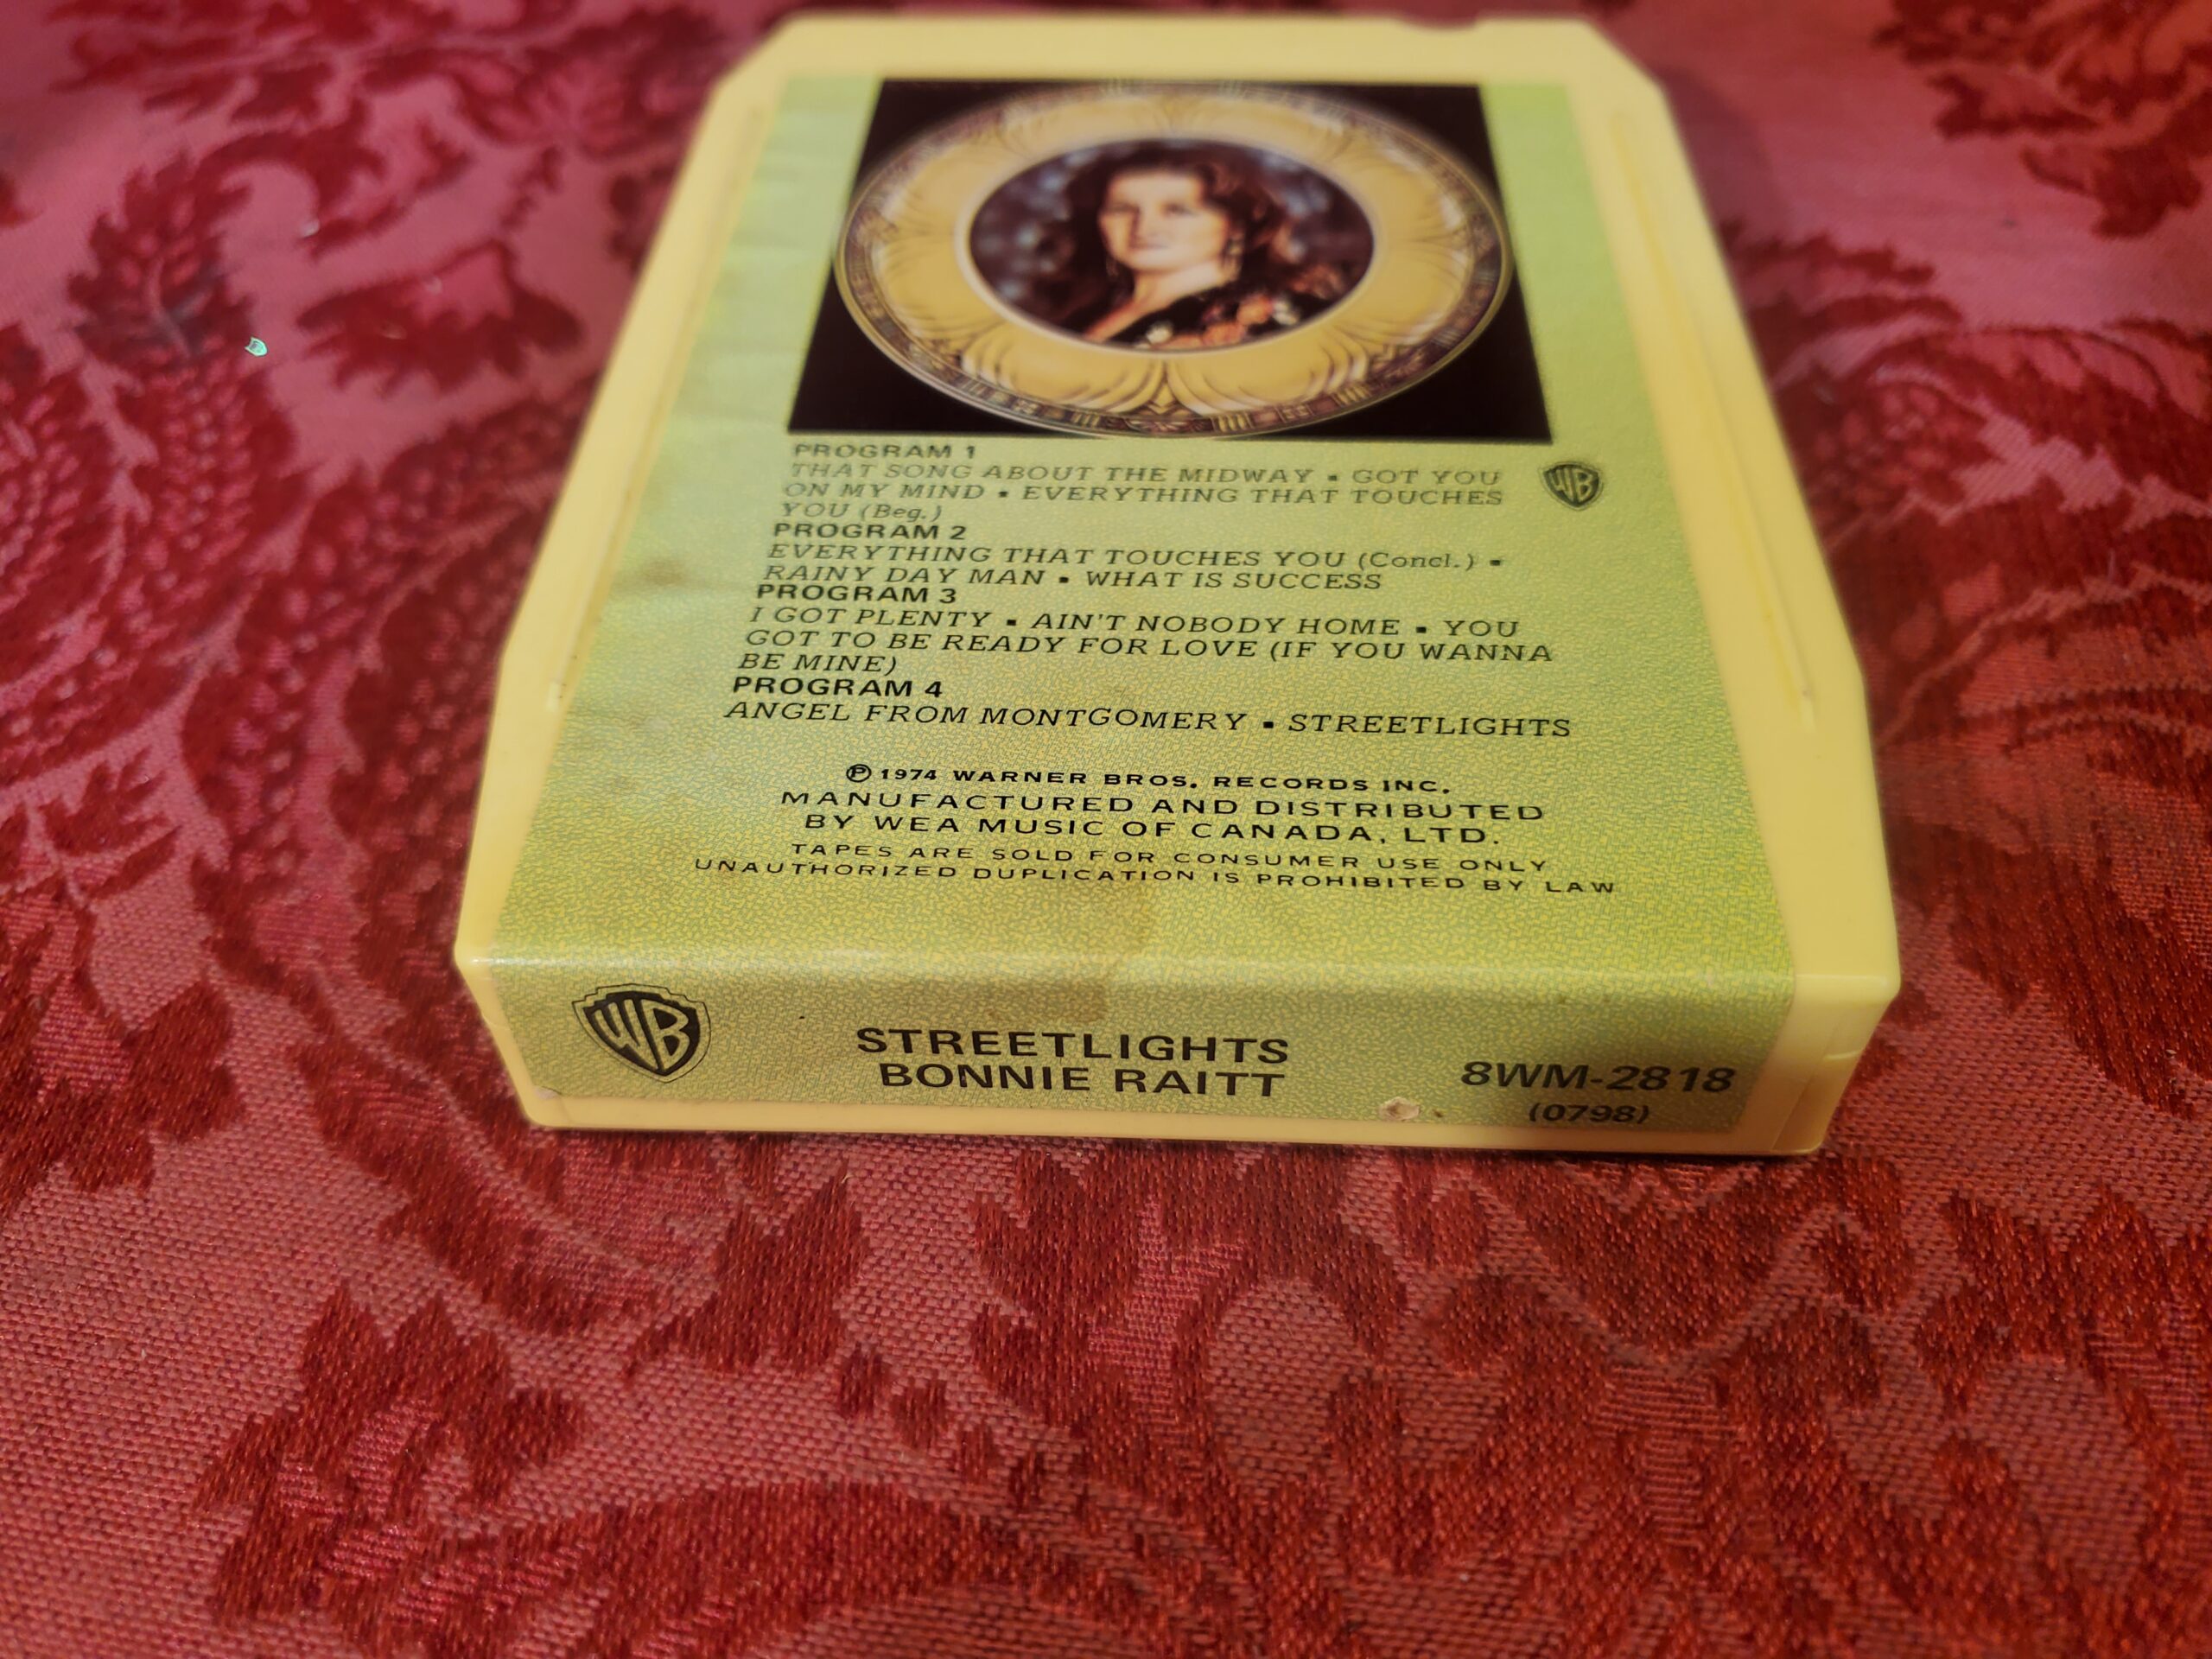 PROGRAM 1
THAT SONG ABOUT THE MIDWAY ▪ GOT YOU
ON MY MIND ▪ EVERYTHING THAT TOUCHES
YOU (Beg.)
WB
PROGRAM 2
EVERYTHING THAT TOUCHES YOU (Concl.) ▪
RAINY DAY MAN ▪ WHAT IS SUCCESS
PROGRAM 3
I GOT PLENTY ▪ AIN'T NOBODY HOME ▪ YOU
GOT TO BE READY FOR LOVE (IF YOU WANNA
BE MINE)
PROGRAM 4
ANGEL FROM MONTGOMERY ▪ STREETLIGHTS
℗ 1974 WARNER BROS. RECORDS INC.
MANUFACTURED AND DISTRIBUTED
BY WEA MUSIC OF CANADA, LTD.
TAPES ARE SOLD FOR CONSUMER USE ONLY
UNAUTHORIZED DUPLICATION IS PROHIBITED BY LAW
WB
STREETLIGHTS
BONNIE RAITT
8WM-2818
(0798)